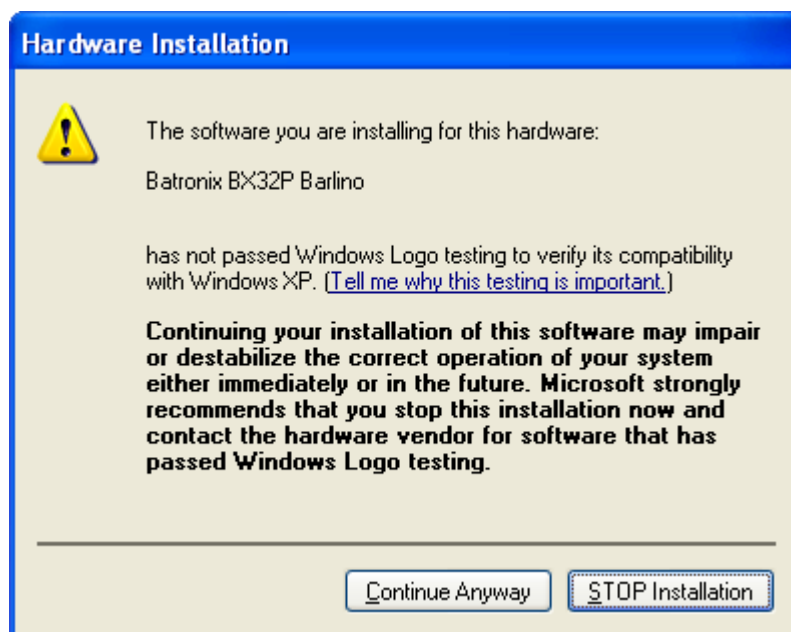 Hardware Installation
The software you are installing for this hardware:
Batronix BX32P Barlino
has not passed Windows Logo testing to verify its compatibility
with Windows XP. (Tell me why this testing is important.)
Continuing your installation of this software may impair
or destabilize the correct operation of your system
either immediately or in the future. Microsoft strongly
recommends that you stop this installation now and
contact the hardware vendor for software that has
passed Windows Logo testing.
Continue Anyway
STOP Installation